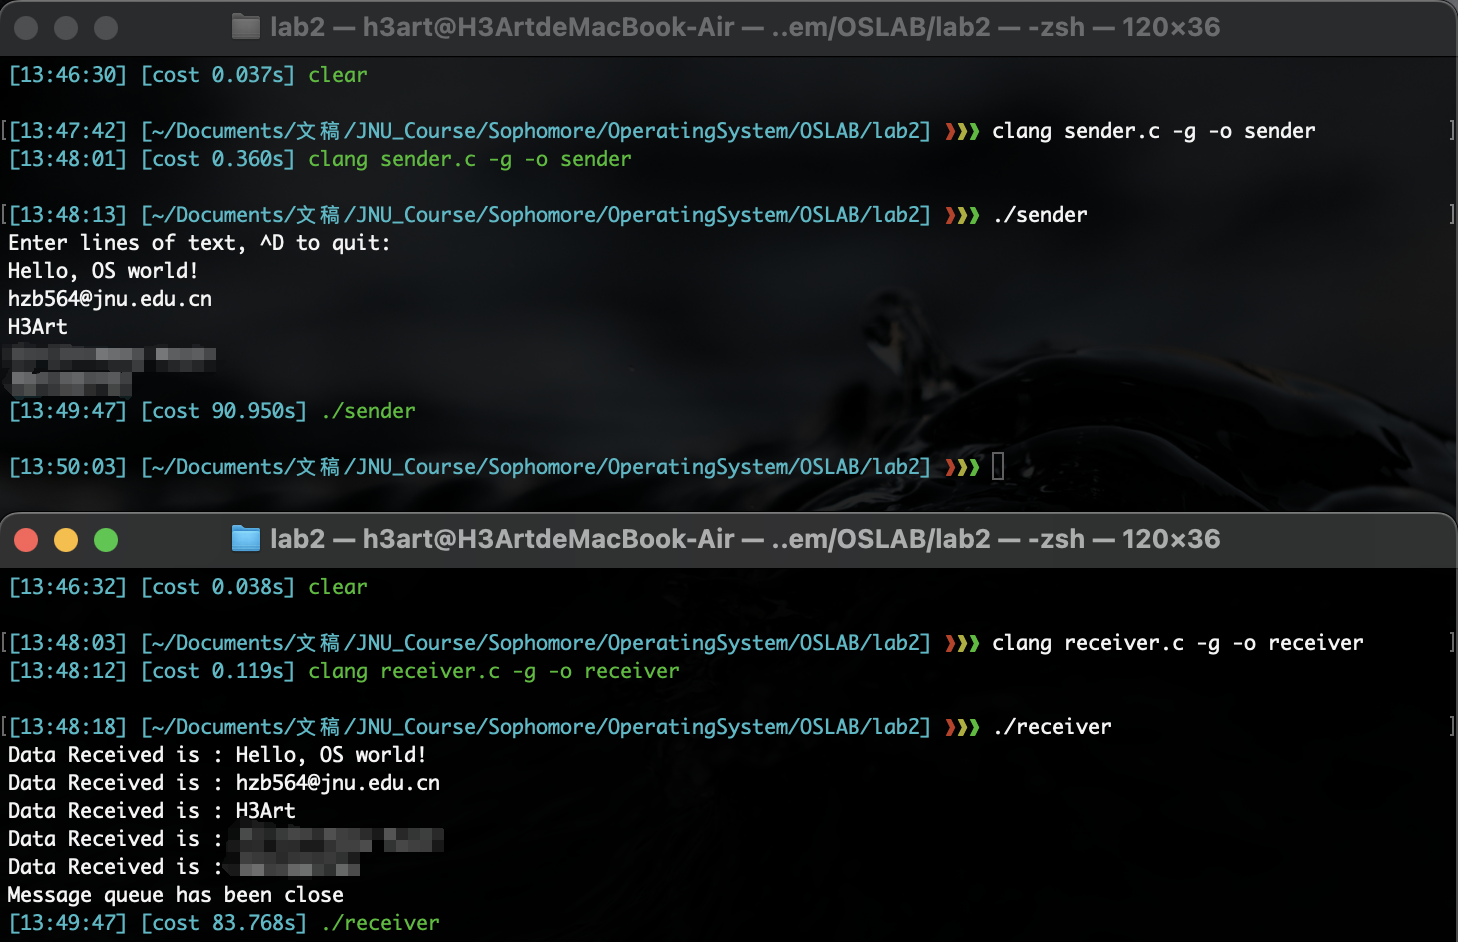 lab2 — h3art@H3ArtdeMacBook-Air — ..em/OSLAB/lab2 — -zsh — 120×36
[13:46:30] [cost 0.037s] clear
[[13:47:42] [~/Documents/文稿/JNU_Course/Sophomore/OperatingSystem/OSLAB/lab2] ❯❯❯ clang sender.c -g -o sender ]
[13:48:01] [cost 0.360s] clang sender.c -g -o sender
[[13:48:13] [~/Documents/文稿/JNU_Course/Sophomore/OperatingSystem/OSLAB/lab2] ❯❯❯ ./sender ]
Enter lines of text, ^D to quit:
Hello, OS world!
hzb564@jnu.edu.cn
H3Art
[13:49:47] [cost 90.950s] ./sender
[13:50:03] [~/Documents/文稿/JNU_Course/Sophomore/OperatingSystem/OSLAB/lab2] ❯❯❯
lab2 — h3art@H3ArtdeMacBook-Air — ..em/OSLAB/lab2 — -zsh — 120×36
[13:46:32] [cost 0.038s] clear
[[13:48:03] [~/Documents/文稿/JNU_Course/Sophomore/OperatingSystem/OSLAB/lab2] ❯❯❯ clang receiver.c -g -o receiver ]
[13:48:12] [cost 0.119s] clang receiver.c -g -o receiver
[[13:48:18] [~/Documents/文稿/JNU_Course/Sophomore/OperatingSystem/OSLAB/lab2] ❯❯❯ ./receiver ]
Data Received is : Hello, OS world!
Data Received is : hzb564@jnu.edu.cn
Data Received is : H3Art
Data Received is :
Data Received is :
Message queue has been close
[13:49:47] [cost 83.768s] ./receiver